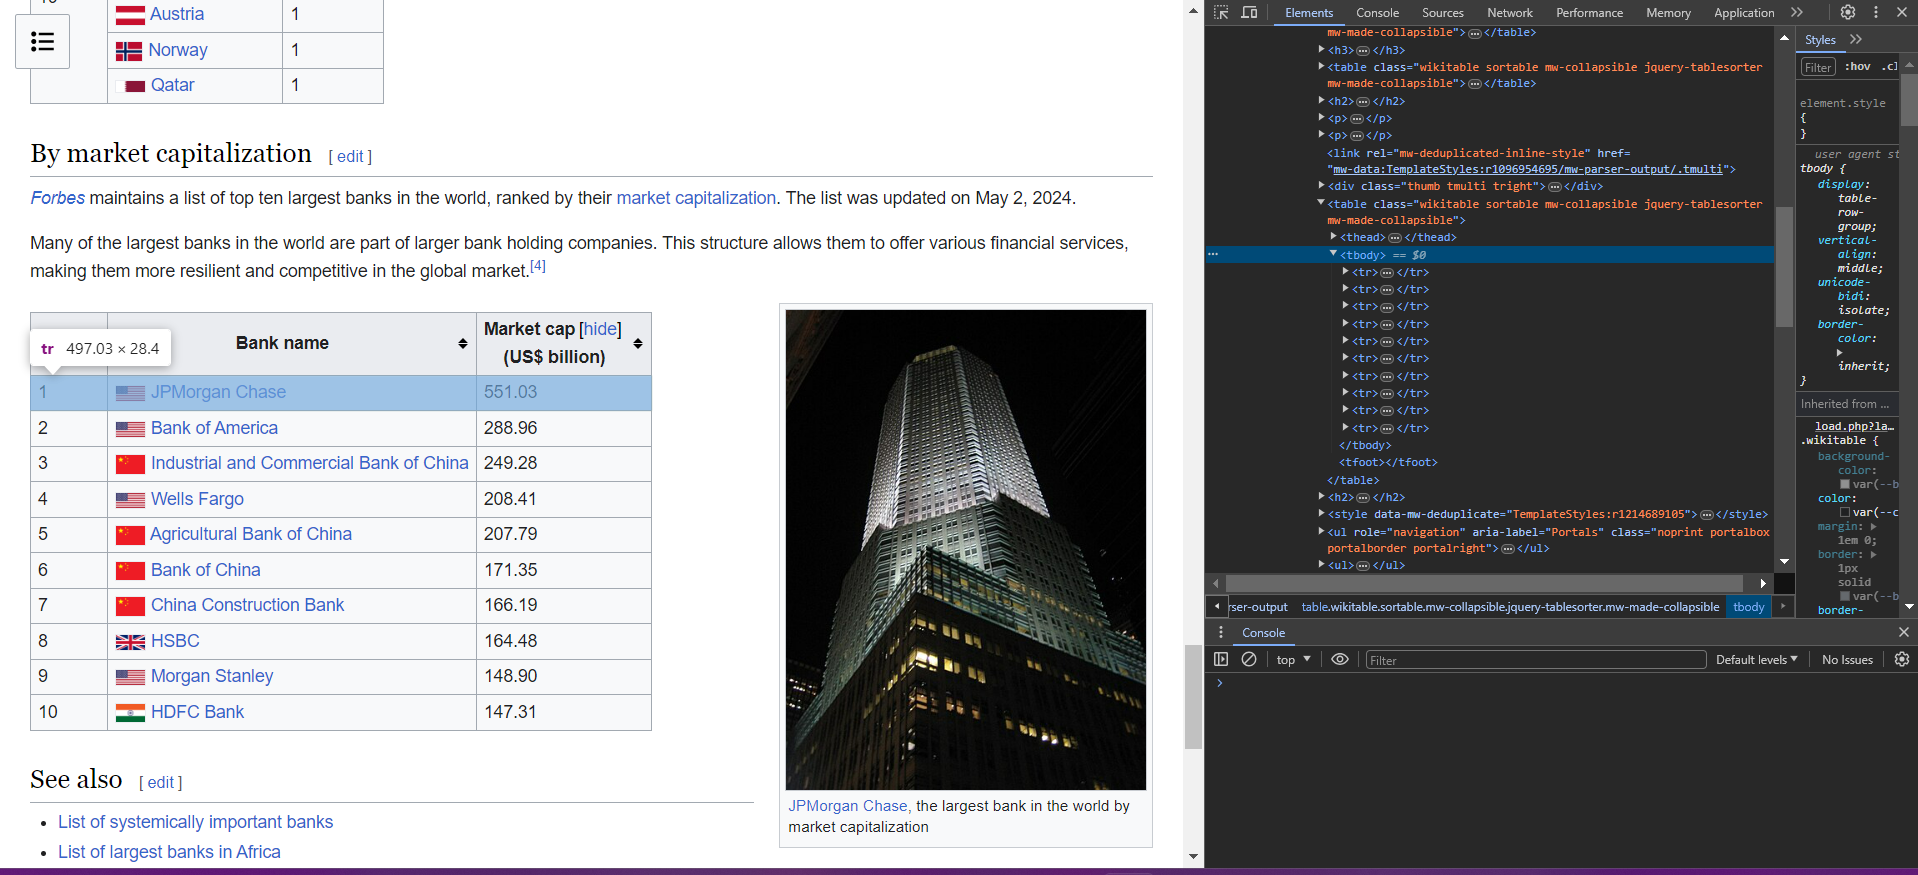 Austria 1
Norway 1
Qatar 1
By market capitalization [ edit ]
Forbes maintains a list of top ten largest banks in the world, ranked by their market capitalization. The list was updated on May 2, 2024.
Many of the largest banks in the world are part of larger bank holding companies. This structure allows them to offer various financial services,
making them more resilient and competitive in the global market.[4]
Bank name
Market cap [hide]
(US$ billion)
tr 497.03 × 28.4
1 JPMorgan Chase 551.03
2 Bank of America 288.96
3 Industrial and Commercial Bank of China 249.28
4 Wells Fargo 208.41
5 Agricultural Bank of China 207.79
6 Bank of China 171.35
7 China Construction Bank 166.19
8 HSBC 164.48
9 Morgan Stanley 148.90
10 HDFC Bank 147.31
JPMorgan Chase, the largest bank in the world by
market capitalization
See also [ edit ]
• List of systemically important banks
• List of largest banks in Africa
Elements Console Sources Network Performance Memory Application
mw-made-collapsible">…</table>
<h3>…</h3>
<table class="wikitable sortable mw-collapsible jquery-tablesorter
mw-made-collapsible">…</table>
<h2>…</h2>
<p>…</p>
<p>…</p>
<link rel="mw-deduplicated-inline-style" href=
"mw-data:TemplateStyles:r1096954695/mw-parser-output/.tmulti">
<div class="thumb tmulti tright">…</div>
<table class="wikitable sortable mw-collapsible jquery-tablesorter
mw-made-collapsible">
<thead>…</thead>
… <tbody> == $0
<tr>…</tr>
<tr>…</tr>
<tr>…</tr>
<tr>…</tr>
<tr>…</tr>
<tr>…</tr>
<tr>…</tr>
<tr>…</tr>
<tr>…</tr>
<tr>…</tr>
</tbody>
<tfoot></tfoot>
</table>
<h2>…</h2>
<style data-mw-deduplicate="TemplateStyles:r1214689105">…</style>
<ul role="navigation" aria-label="Portals" class="noprint portalbox
portalborder portalright">…</ul>
<ul>…</ul>
rser-output table.wikitable.sortable.mw-collapsible.jquery-tablesorter.mw-made-collapsible tbody
Styles
Filter :hov .cl
element.style
{
}
user agent st
tbody {
display:
table-
row-
group;
vertical-
align:
middle;
unicode-
bidi:
isolate;
border-
color:
inherit;
}
Inherited from ...
load.php?la…
.wikitable {
background-
color:
var(--b
color:
var(--c
margin:
1em 0;
border:
1px
solid
var(--b
border-
Console
top Filter Default levels No Issues